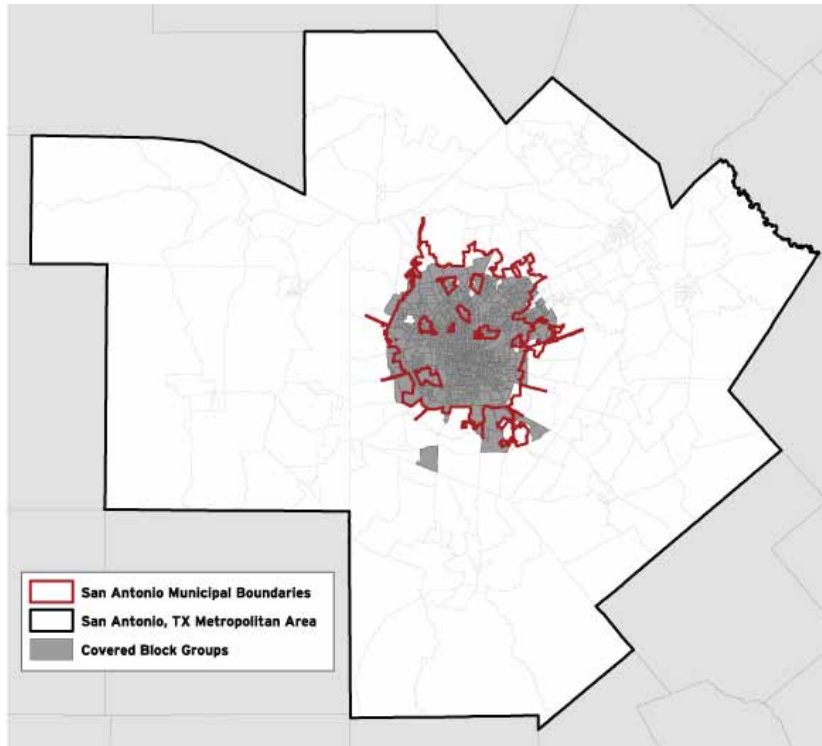 San Antonio Municipal Boundaries
San Antonio, TX Metropolitan Area
Covered Block Groups